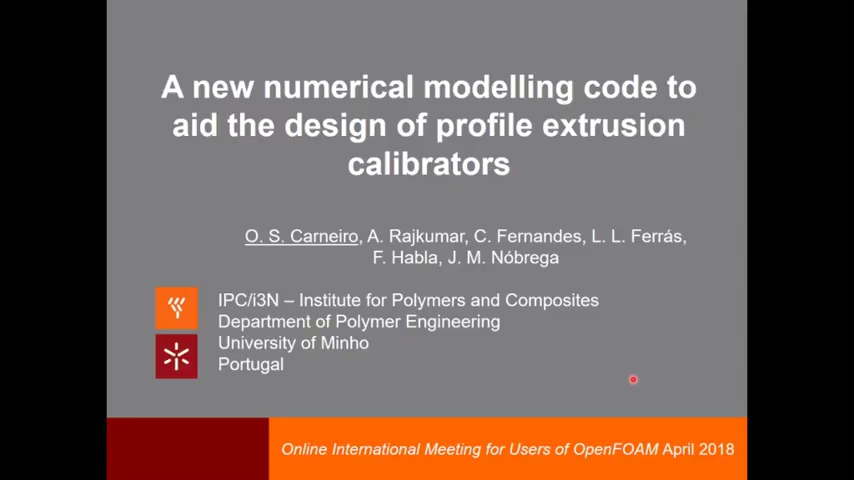 A new numerical modelling code to
aid the design of profile extrusion
calibrators
O. S. Carneiro, A. Rajkumar, C. Fernandes, L. L. Ferrás,
F. Habla, J. M. Nóbrega
IPC/i3N – Institute for Polymers and Composites
Department of Polymer Engineering
University of Minho
Portugal
Online International Meeting for Users of OpenFOAM April 2018